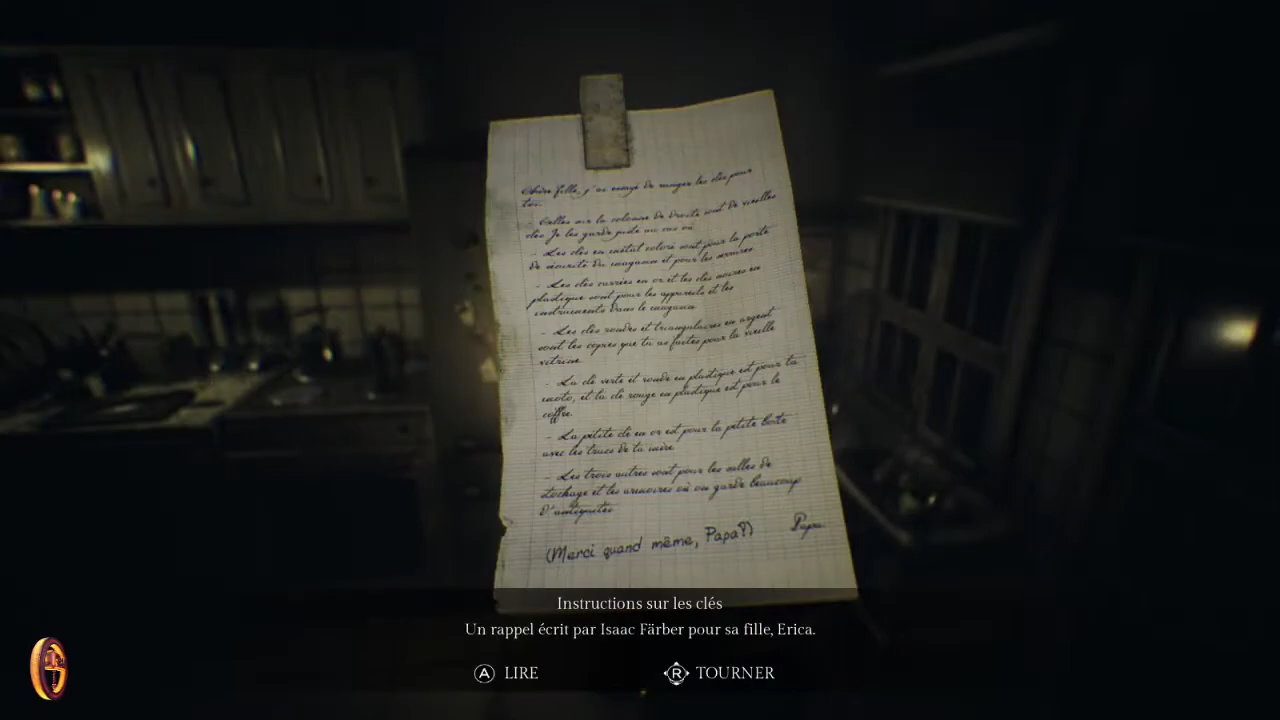 Chère fille, j'ai essayé de ranger les clés pour
toi.
- Celles sur la colonne de droite sont de vieilles
clés. Je les garde juste au cas où.
- Les clés en métal coloré sont pour la porte
de sécurité du magasin et pour les
- Les clés carrées en or et les clés noires en
plastique sont pour les appareils et les
instruments dans le magasin.
- Les clés rondes et triangulaires en argent
sont les copies que tu as faites pour la vieille
vitrine.
- La clé verte et ronde en plastique est pour ta
moto, et la clé rouge en plastique est pour le
coffre.
- La petite clé en or est pour la petite boîte
avec les trucs de ta mère.
- Les trois autres sont pour les salles de
stockage et les armoires où on garde beaucoup
d'antiquités.
Papa.
(Merci quand même, Papa!)
Instructions sur les clés
Un rappel écrit par Isaac Färber pour sa fille, Erica.
A LIRE
R TOURNER